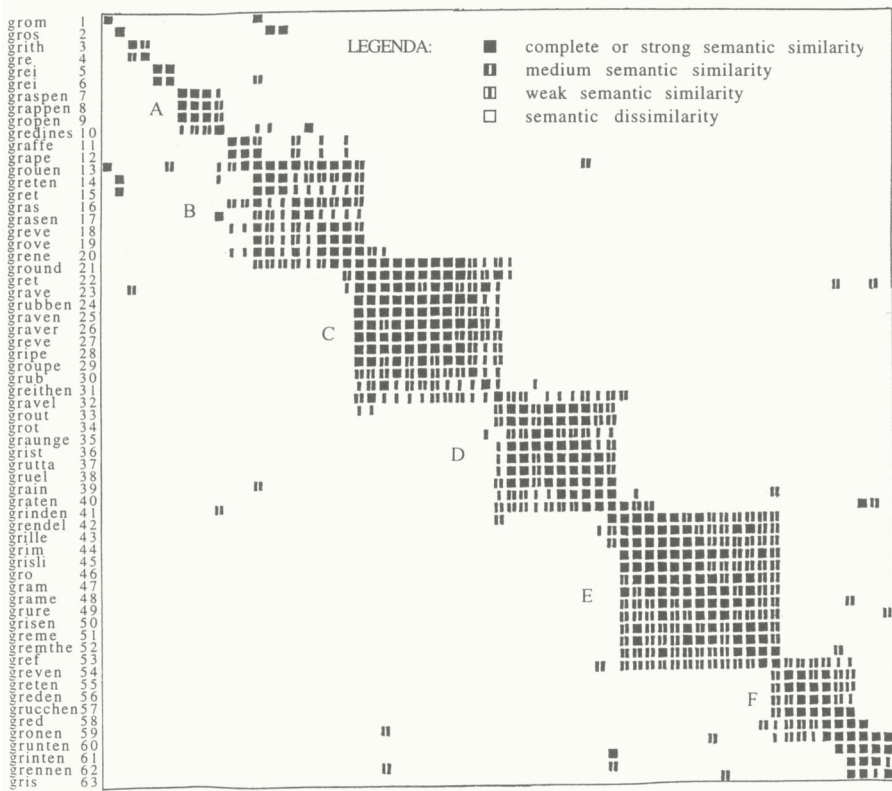 grom 1
gros 2
grith 3
gre 4
grei 5
grei 6
graspen 7
grappen 8
gropen 9
gredines 10
graffe 11
grape 12
grouen 13
greten 14
gret 15
gras 16
grasen 17
greve 18
grove 19
grene 20
ground 21
gret 22
grave 23
grubben 24
graven 25
graver 26
greve 27
gripe 28
groupe 29
grub 30
greithen 31
gravel 32
grout 33
grot 34
graunge 35
grist 36
grutta 37
gruel 38
grain 39
graten 40
grinden 41
grendel 42
grille 43
grim 44
grisli 45
gro 46
gram 47
grame 48
grure 49
grisen 50
greme 51
gremthe 52
gref 53
greven 54
greten 55
greden 56
grucchen 57
gred 58
gronen 59
grunten 60
grinten 61
grennen 62
gris 63
LEGENDA:
complete or strong semantic similarity
medium semantic similarity
weak semantic similarity
semantic dissimilarity
A
B
C
D
E
F